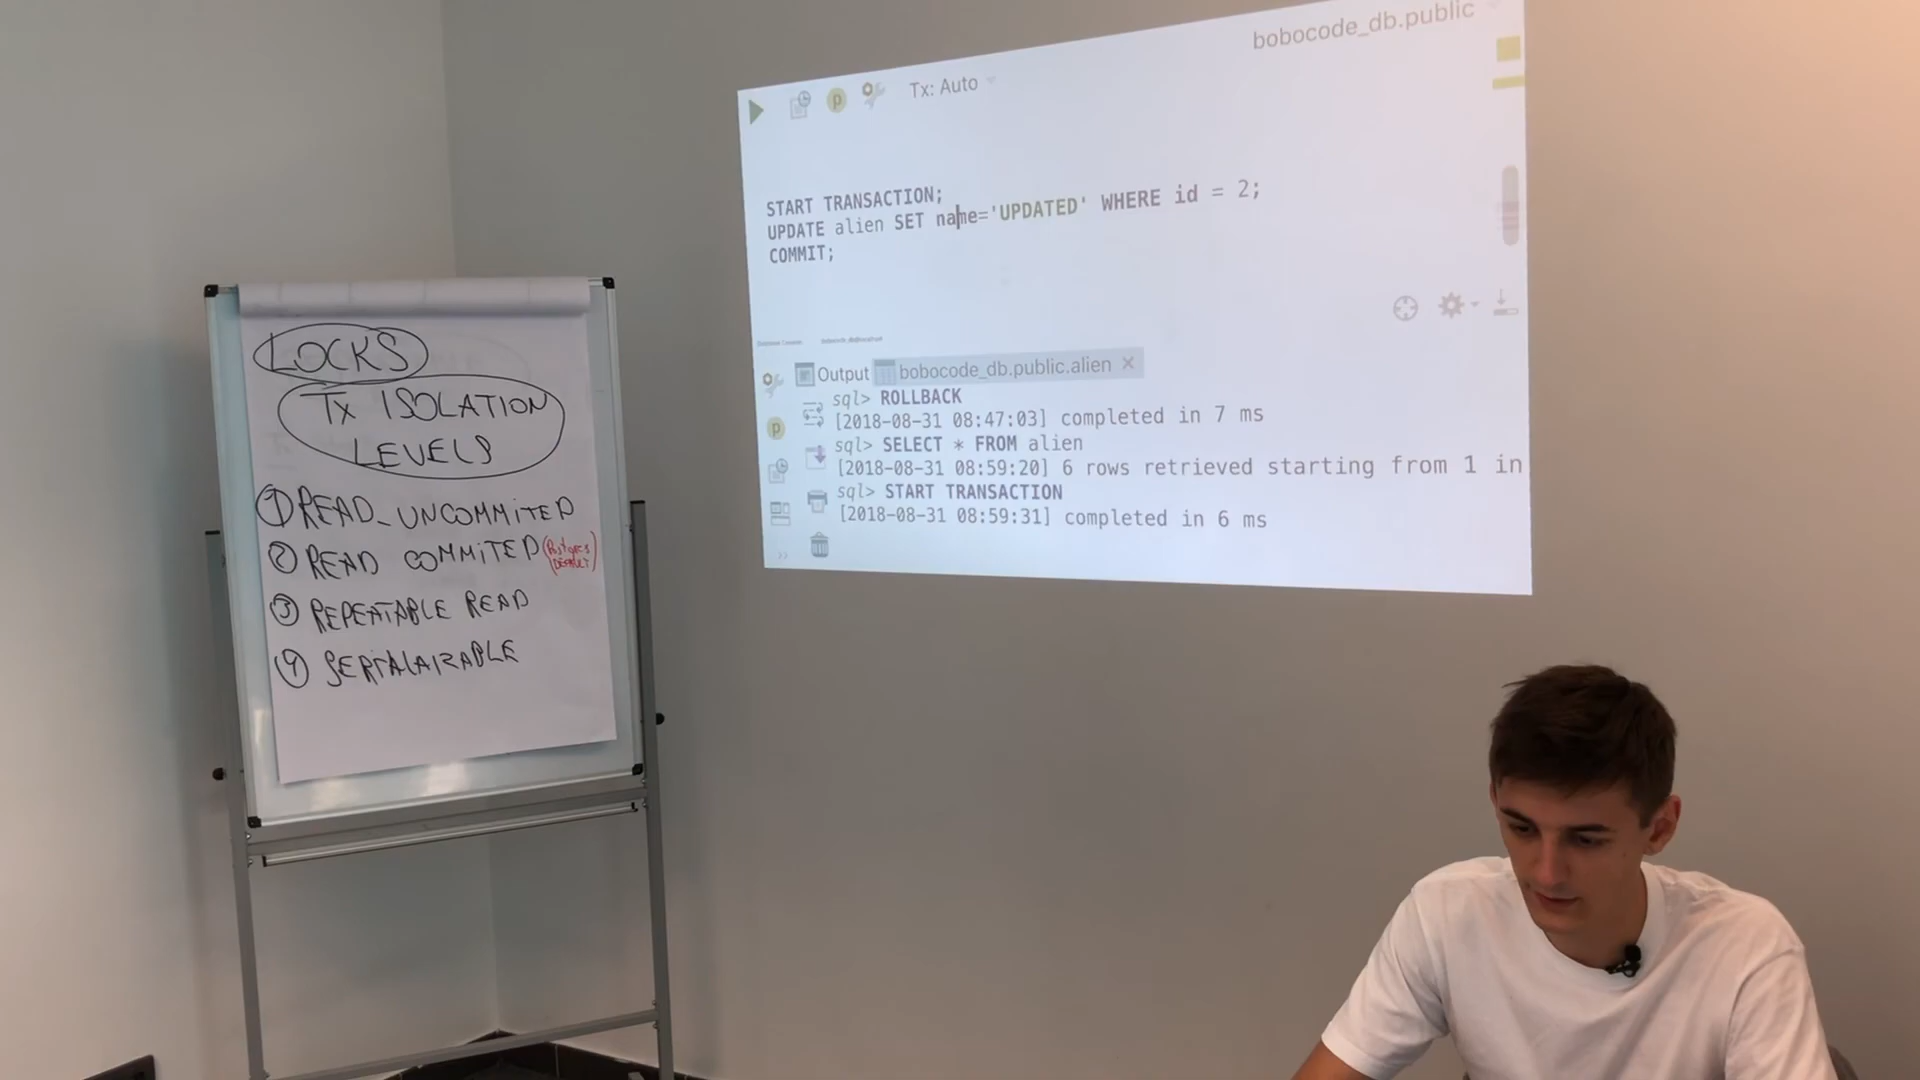 LOCKS
Tx ISOLATION
LEVELS
① READ_UNCOMMITED
② READ COMMITED (Postgres DEFAULT)
③ REPEATABLE READ
④ SERIALAIZABLE
bobocode_db.public
Tx: Auto
START TRANSACTION;
UPDATE alien SET name='UPDATED' WHERE id = 2;
COMMIT;
Output bobocode_db.public.alien ×
sql> ROLLBACK
[2018-08-31 08:47:03] completed in 7 ms
sql> SELECT * FROM alien
[2018-08-31 08:59:20] 6 rows retrieved starting from 1 in
sql> START TRANSACTION
[2018-08-31 08:59:31] completed in 6 ms